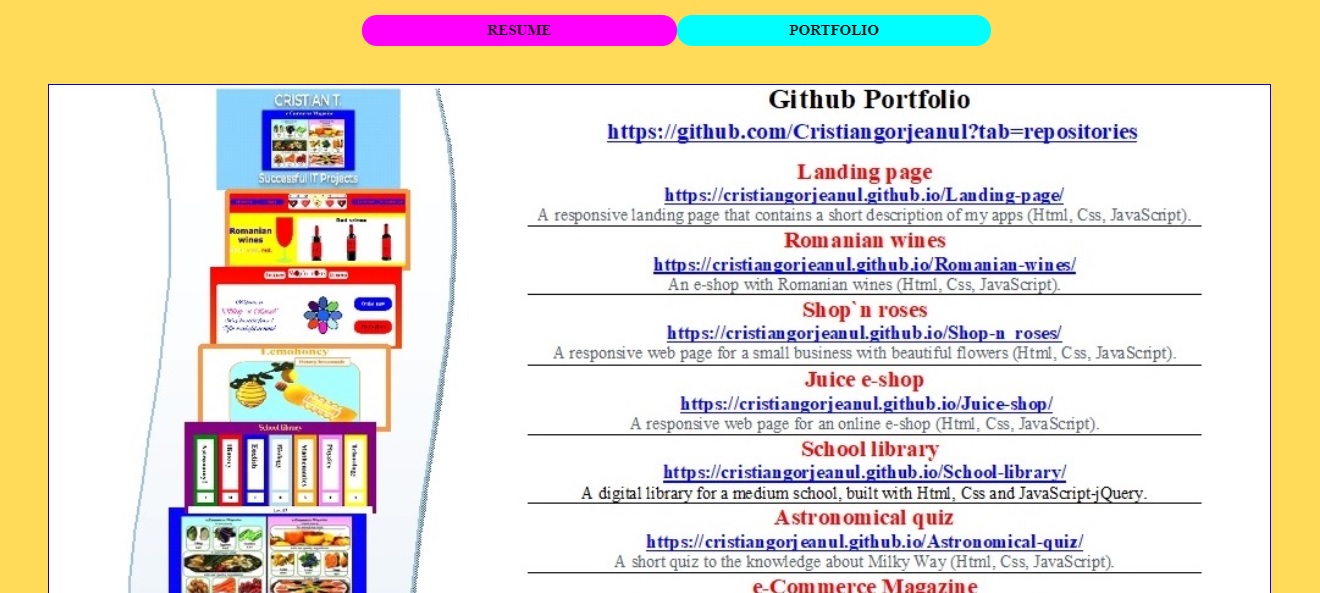 RESUME
PORTFOLIO
CRISTIAN T.
e-Commerce Magazine
Successful IT Projects
Red wines
Romanian
wines
Lemohoney
School library
Astronomy
History
English
Biology
Mathematics
Physics
Technology
Github Portfolio
https://github.com/Cristiangorjeanul?tab=repositories
Landing page
https://cristiangorjeanul.github.io/Landing-page/
A responsive landing page that contains a short description of my apps (Html, Css, JavaScript).
Romanian wines
https://cristiangorjeanul.github.io/Romanian-wines/
An e-shop with Romanian wines (Html, Css, JavaScript).
Shop`n roses
https://cristiangorjeanul.github.io/Shop-n_roses/
A responsive web page for a small business with beautiful flowers (Html, Css, JavaScript).
Juice e-shop
https://cristiangorjeanul.github.io/Juice-shop/
A responsive web page for an online e-shop (Html, Css, JavaScript).
School library
https://cristiangorjeanul.github.io/School-library/
A digital library for a medium school, built with Html, Css and JavaScript-jQuery.
Astronomical quiz
https://cristiangorjeanul.github.io/Astronomical-quiz/
A short quiz to the knowledge about Milky Way (Html, Css, JavaScript).
e-Commerce Magazine